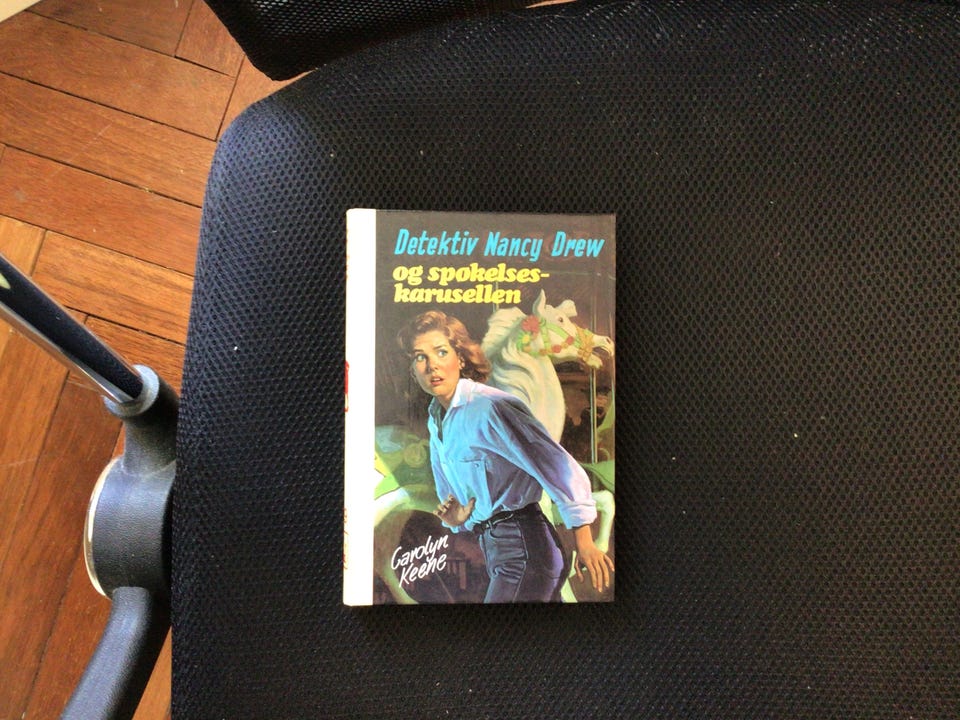 Detektiv Nancy Drew
og spøkelses-
karusellen
Carolyn
Keene